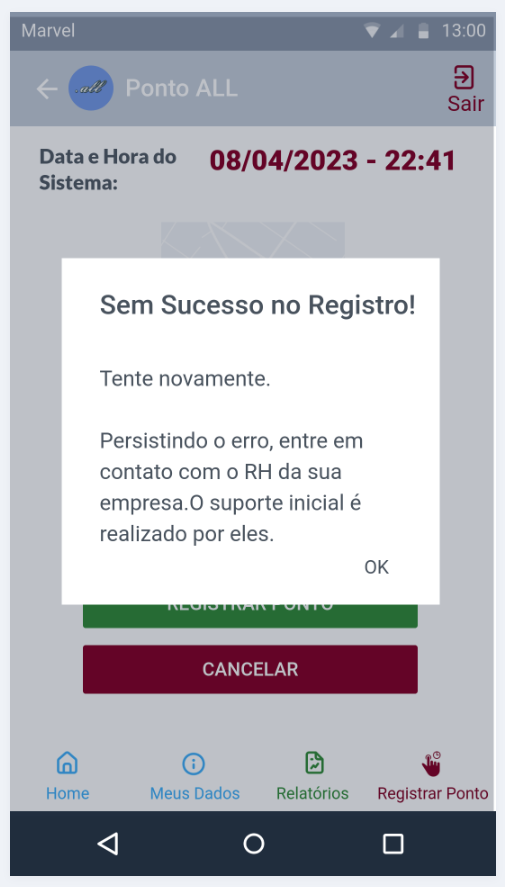 Marvel
13:00
all
Ponto ALL
Sair
Data e Hora do
Sistema:
08/04/2023 - 22:41
Sem Sucesso no Registro!
Tente novamente.
Persistindo o erro, entre em
contato com o RH da sua
empresa.O suporte inicial é
realizado por eles.
OK
REGISTRAR PONTO
CANCELAR
Home
Meus Dados
Relatórios
Registrar Ponto